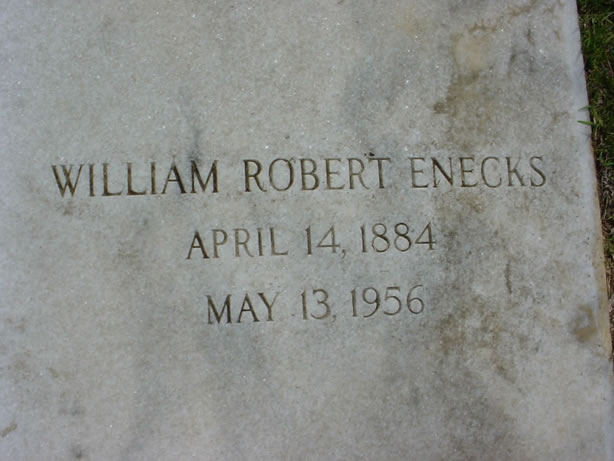 WILLIAM ROBERT ENECKS
APRIL 14, 1884
MAY 13, 1956